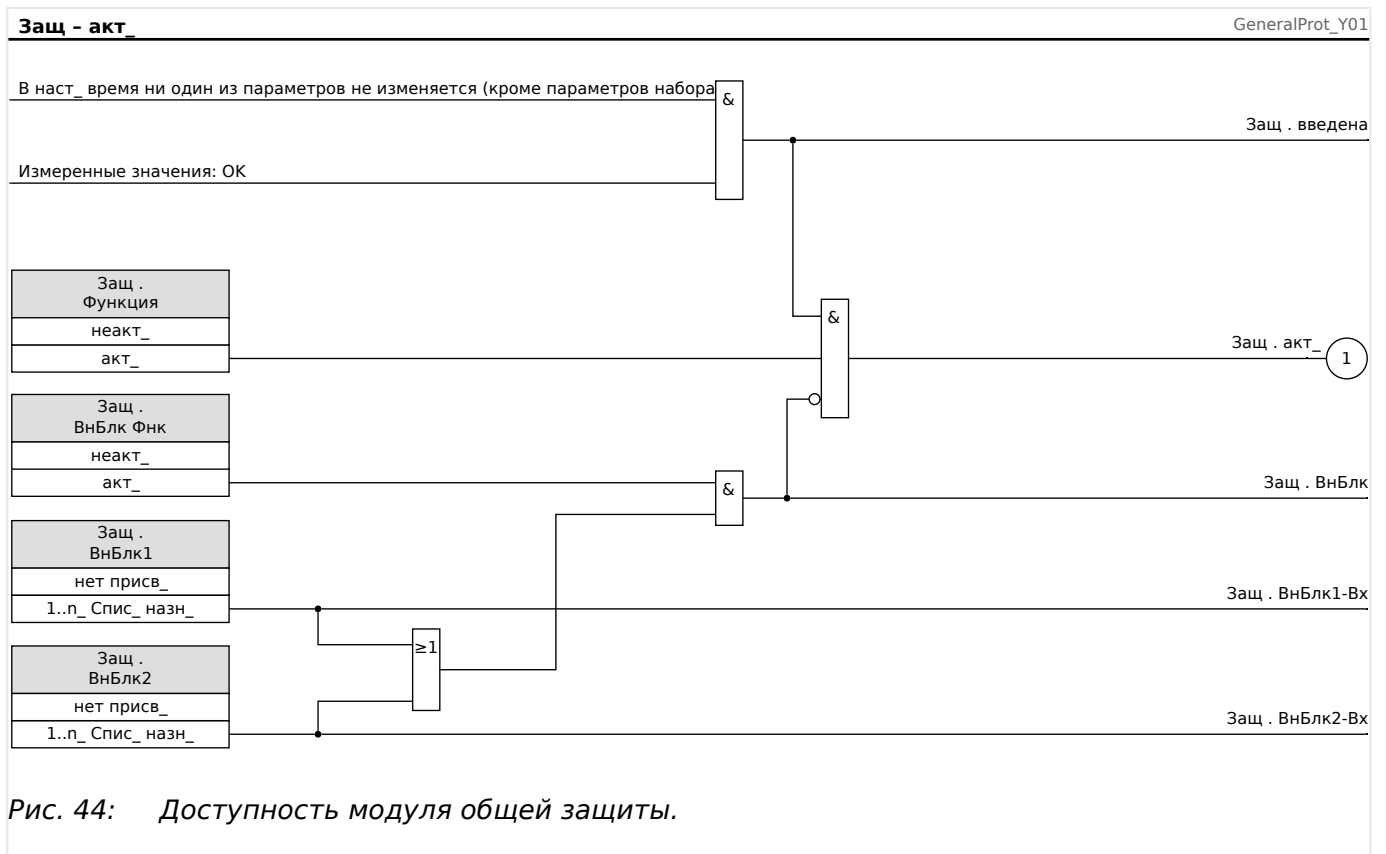 Защ – акт_
GeneralProt_Y01
В наст_ время ни один из параметров не изменяется (кроме параметров набора
&
Защ . введена
Измеренные значения: OK
Защ .
Функция
неакт_
акт_
&
Защ . акт_
1
Защ .
ВнБлк Фнк
неакт_
акт_
&
Защ . ВнБлк
Защ .
ВнБлк1
нет присв_
1..n_ Спис_ назн_
Защ . ВнБлк1-Вх
≥1
Защ .
ВнБлк2
нет присв_
1..n_ Спис_ назн_
Защ . ВнБлк2-Вх
Рис. 44: Доступность модуля общей защиты.